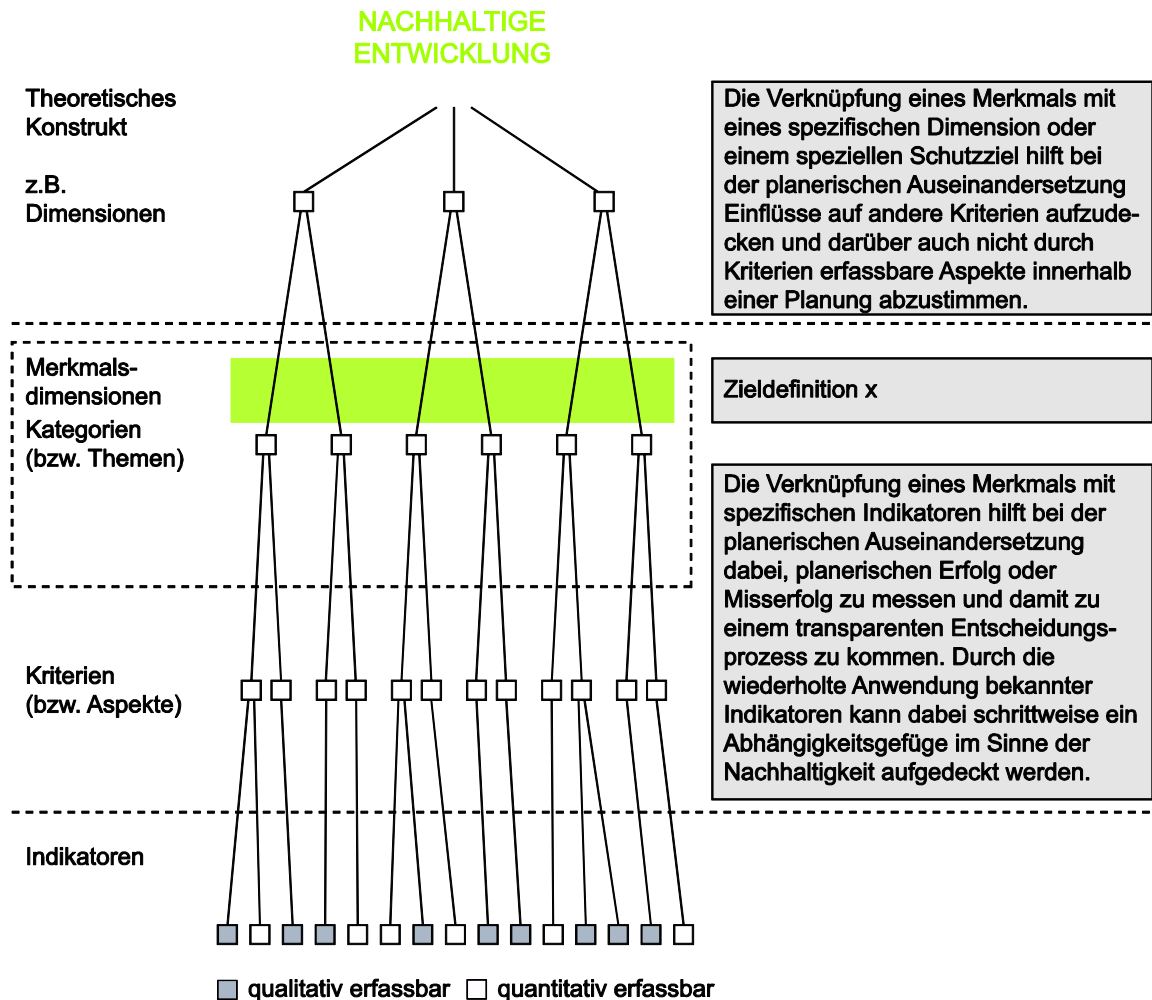 NACHHALTIGE
ENTWICKLUNG
Theoretisches
Konstrukt
z.B.
Dimensionen
Die Verknüpfung eines Merkmals mit
eines spezifischen Dimension oder
einem speziellen Schutzziel hilft bei
der planerischen Auseinandersetzung
Einflüsse auf andere Kriterien aufzude-
cken und darüber auch nicht durch
Kriterien erfassbare Aspekte innerhalb
einer Planung abzustimmen.
Merkmals-
dimensionen
Kategorien
(bzw. Themen)
Zieldefinition x
Die Verknüpfung eines Merkmals mit
spezifischen Indikatoren hilft bei der
planerischen Auseinandersetzung
dabei, planerischen Erfolg oder
Misserfolg zu messen und damit zu
einem transparenten Entscheidungs-
prozess zu kommen. Durch die
wiederholte Anwendung bekannter
Indikatoren kann dabei schrittweise ein
Abhängigkeitsgefüge im Sinne der
Nachhaltigkeit aufgedeckt werden.
Kriterien
(bzw. Aspekte)
Indikatoren
qualitativ erfassbar
quantitativ erfassbar